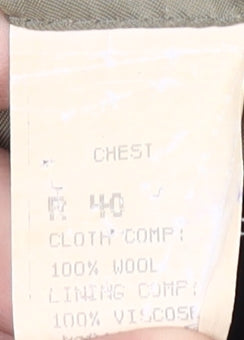 CHEST
R 40
CLOTH COMP:
100% WOOL
LINING COMP:
100% VISCOSE